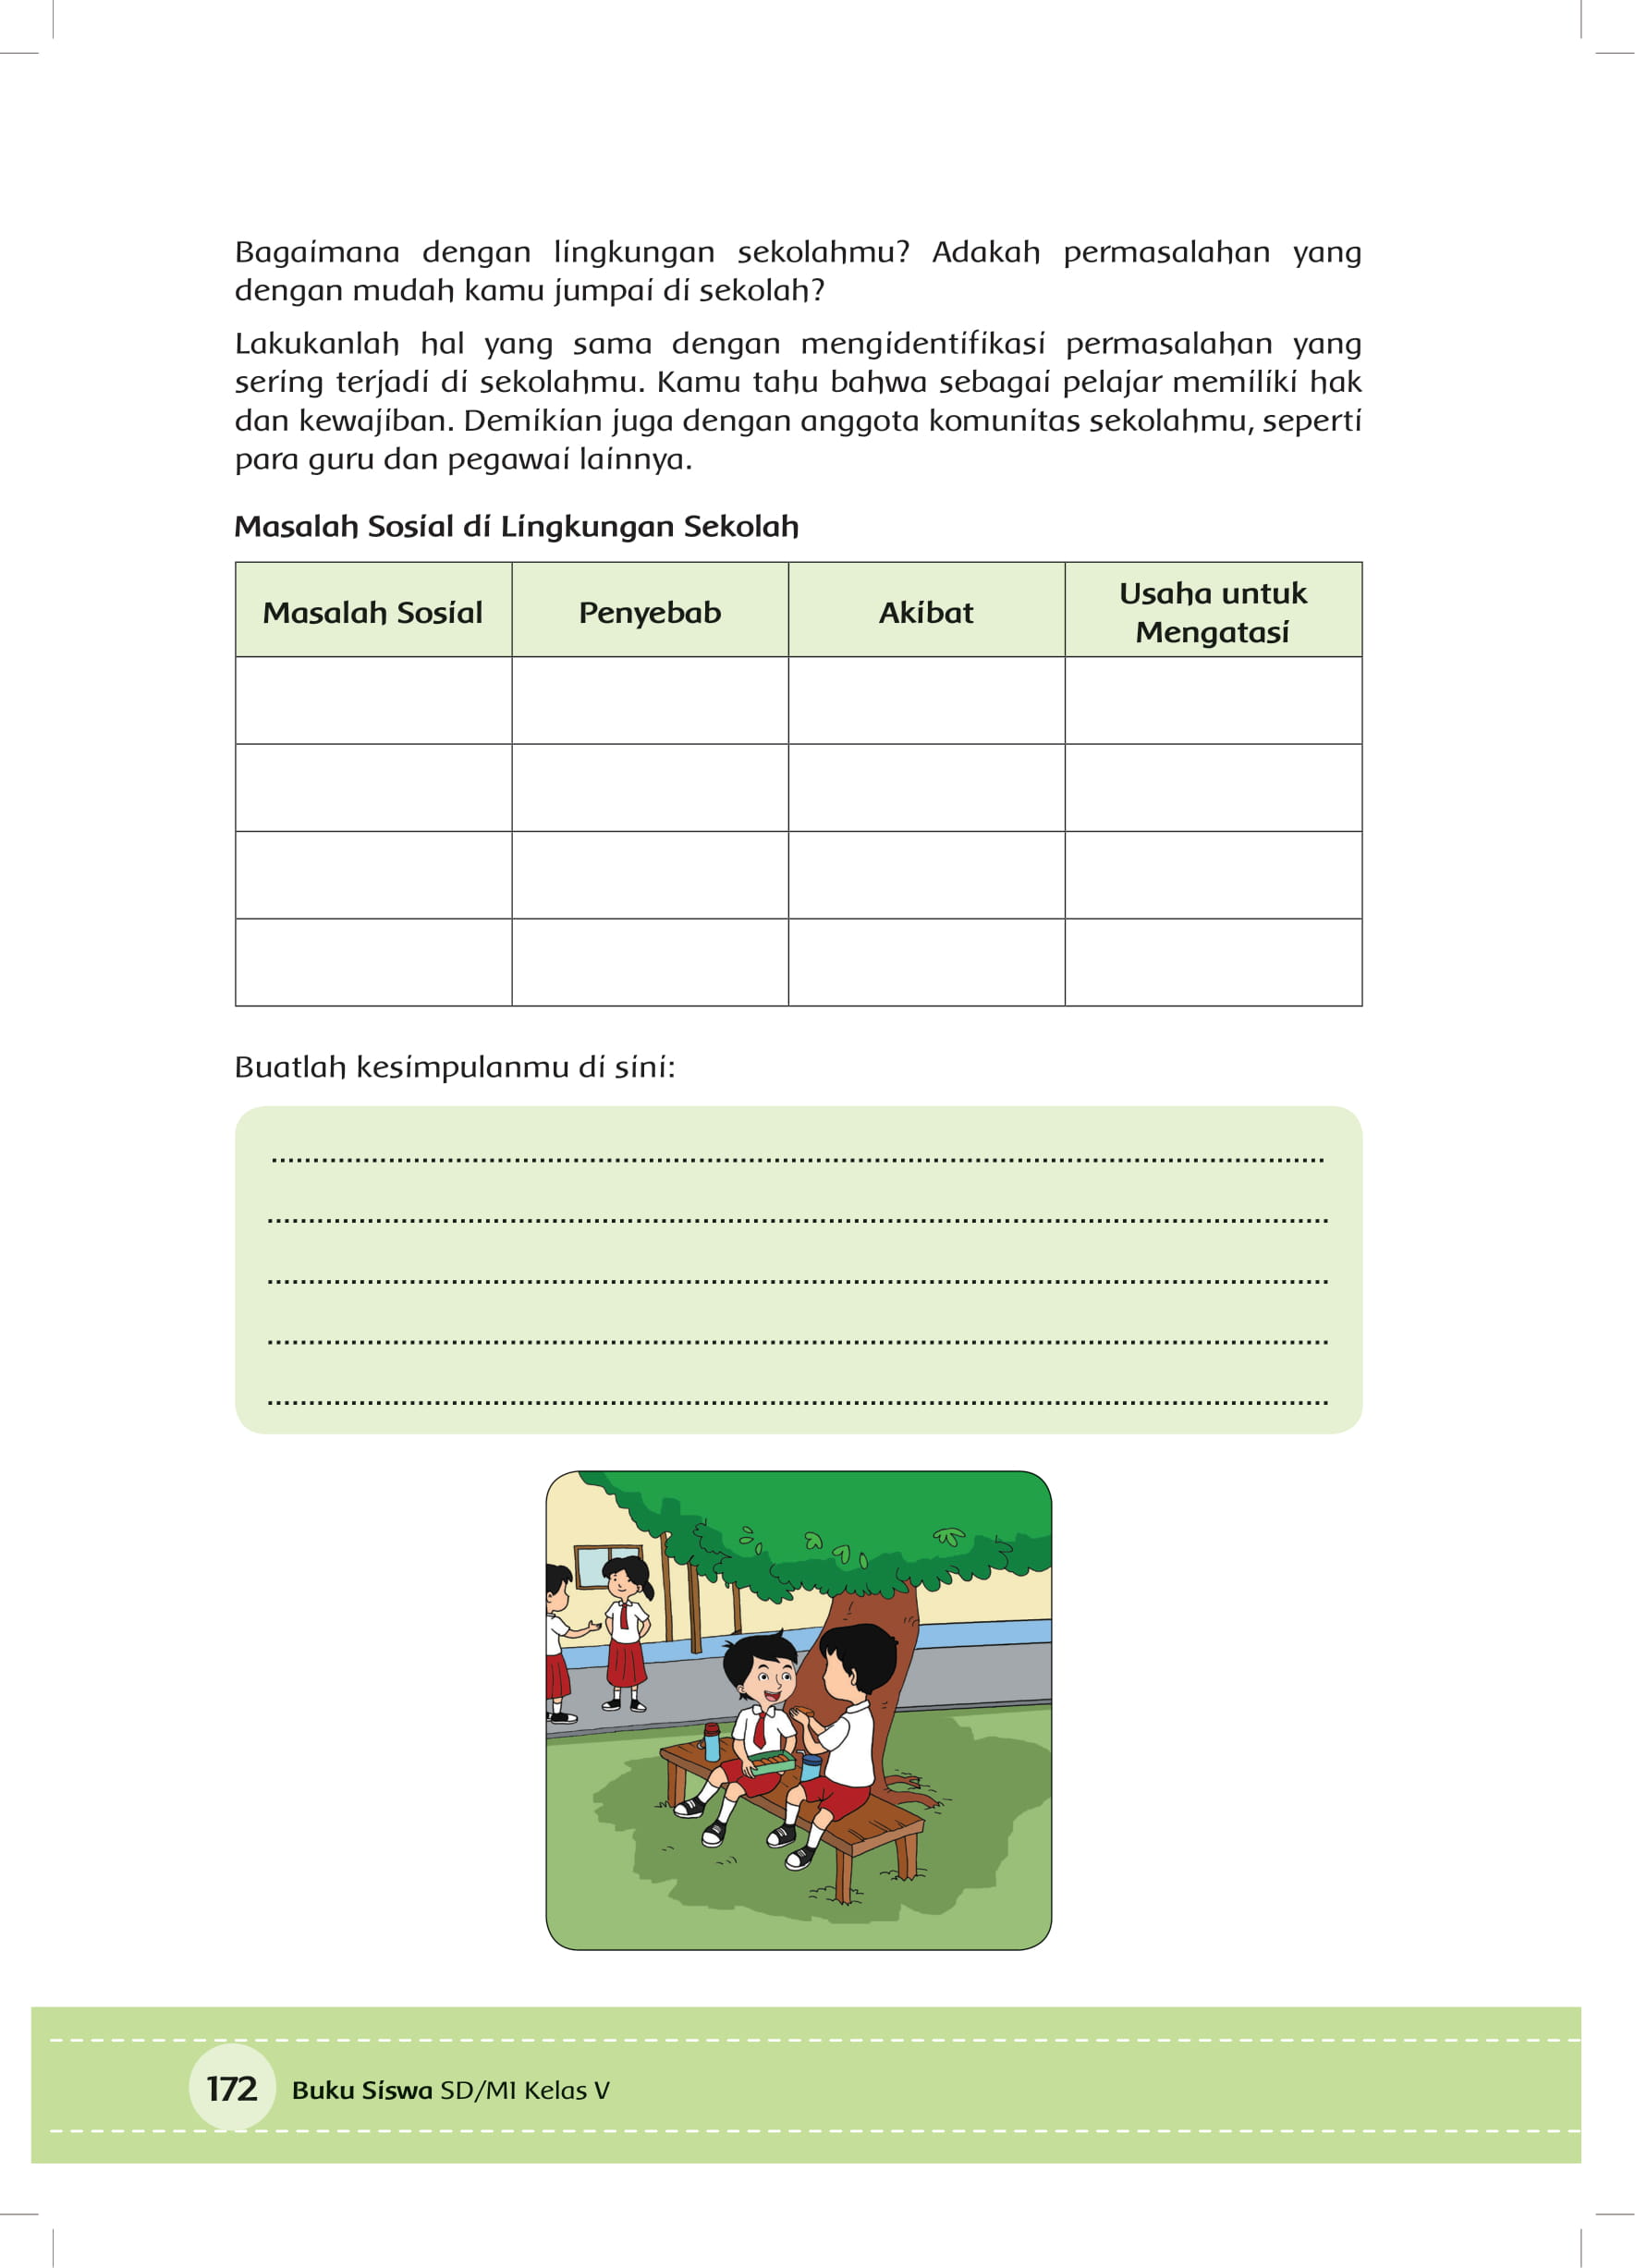 Bagaimana dengan lingkungan sekolahmu? Adakah permasalahan yang
dengan mudah kamu jumpai di sekolah?
Lakukanlah hal yang sama dengan mengidentifikasi permasalahan yang
sering terjadi di sekolahmu. Kamu tahu bahwa sebagai pelajar memiliki hak
dan kewajiban. Demikian juga dengan anggota komunitas sekolahmu, seperti
para guru dan pegawai lainnya.
Masalah Sosial di Lingkungan Sekolah
Masalah Sosial
Penyebab
Akibat
Usaha untuk
Mengatasi
Buatlah kesimpulanmu di sini:
172
Buku Siswa SD/MI Kelas V